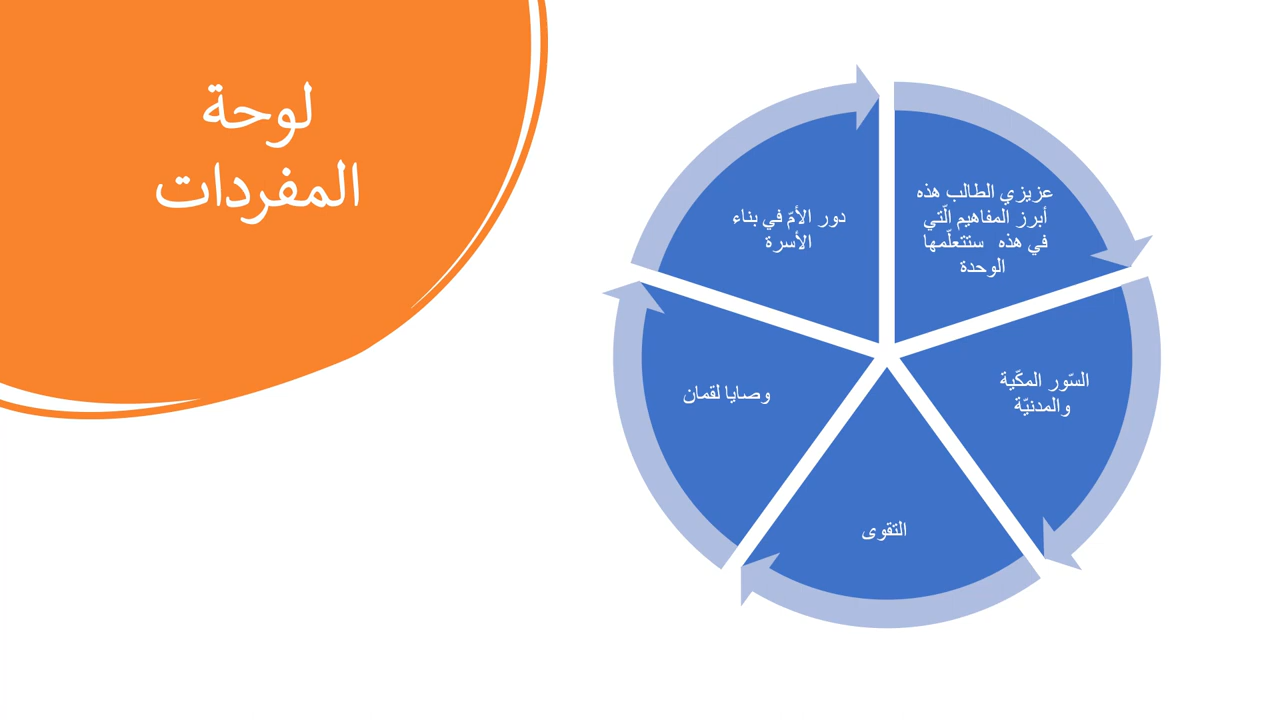 لوحة
المفردات
عزيزي الطالب هذه
أبرز المفاهيم الّتي
في هذه ستتعلّمها
الوحدة
السّور المكّية
والمدنيّة
التقوى
وصايا لقمان
دور الأمّ في بناء
الأسرة